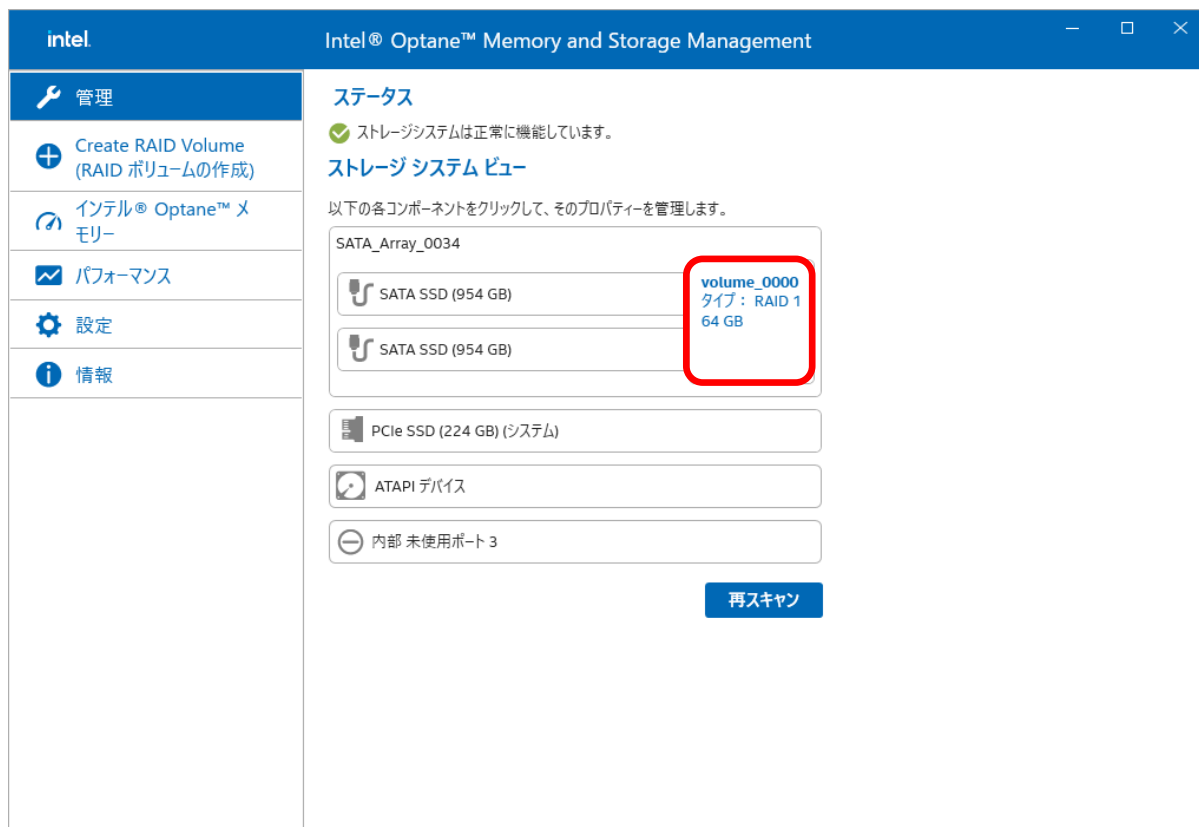 intel.
Intel® Optane™ Memory and Storage Management
管理
Create RAID Volume
(RAID ボリュームの作成)
インテル® Optane™ メ
モリー
パフォーマンス
設定
情報
ステータス
ストレージシステムは正常に機能しています。
ストレージ システム ビュー
以下の各コンポーネントをクリックして、そのプロパティーを管理します。
SATA_Array_0034
SATA SSD (954 GB)
SATA SSD (954 GB)
volume_0000
タイプ： RAID 1
64 GB
PCIe SSD (224 GB) (システム)
ATAPI デバイス
内部 未使用ポート 3
再スキャン